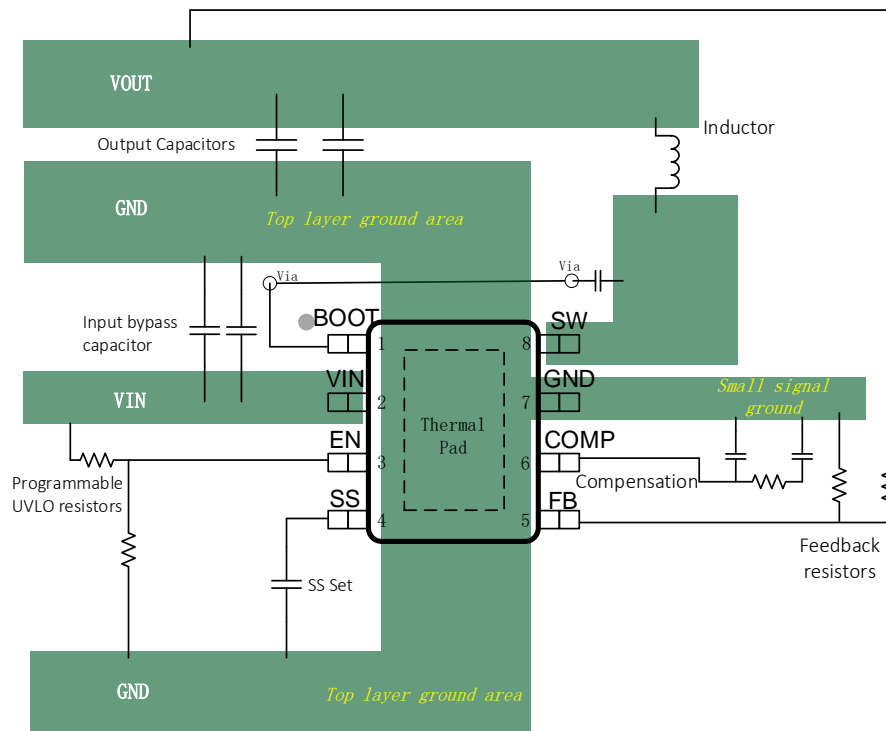 VOUT
Inductor
Output Capacitors
GND
Top layer ground area
Via
Via
BOOT
SW
Input bypass
capacitor
1
8
VIN
GND
Small signal
ground
VIN
2
7
Thermal
Pad
EN
COMP
3
6
Programmable
UVLO resistors
Compensation
SS
FB
4
5
Feedback
resistors
SS Set
GND
Top layer ground area